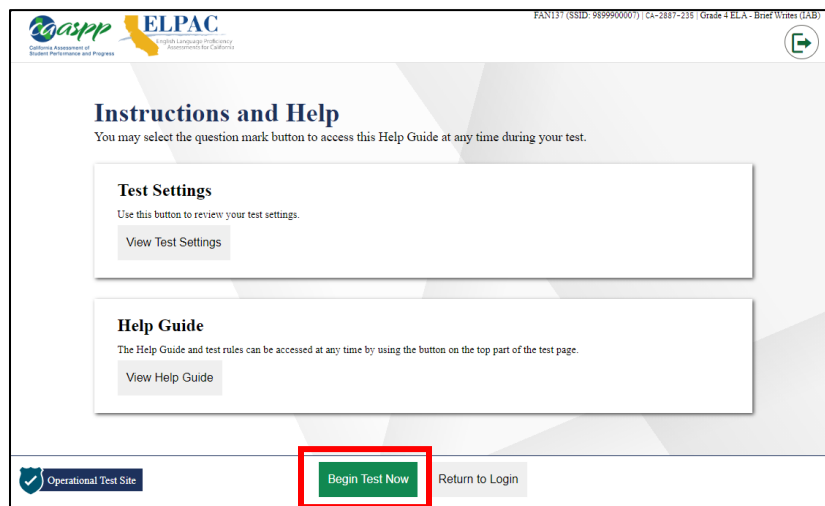 FAN137 (SSID: 9899900007) | CA-2887-235 | Grade 4 ELA - Brief Writes (IAB)
caaspp
California Assessment of
Student Performance and Progress
ELPAC
English Language Proficiency
Assessments for California
Instructions and Help
You may select the question mark button to access this Help Guide at any time during your test.
Test Settings
Use this button to review your test settings.
View Test Settings
Help Guide
The Help Guide and test rules can be accessed at any time by using the button on the top part of the test page.
View Help Guide
Operational Test Site
Begin Test Now
Return to Login